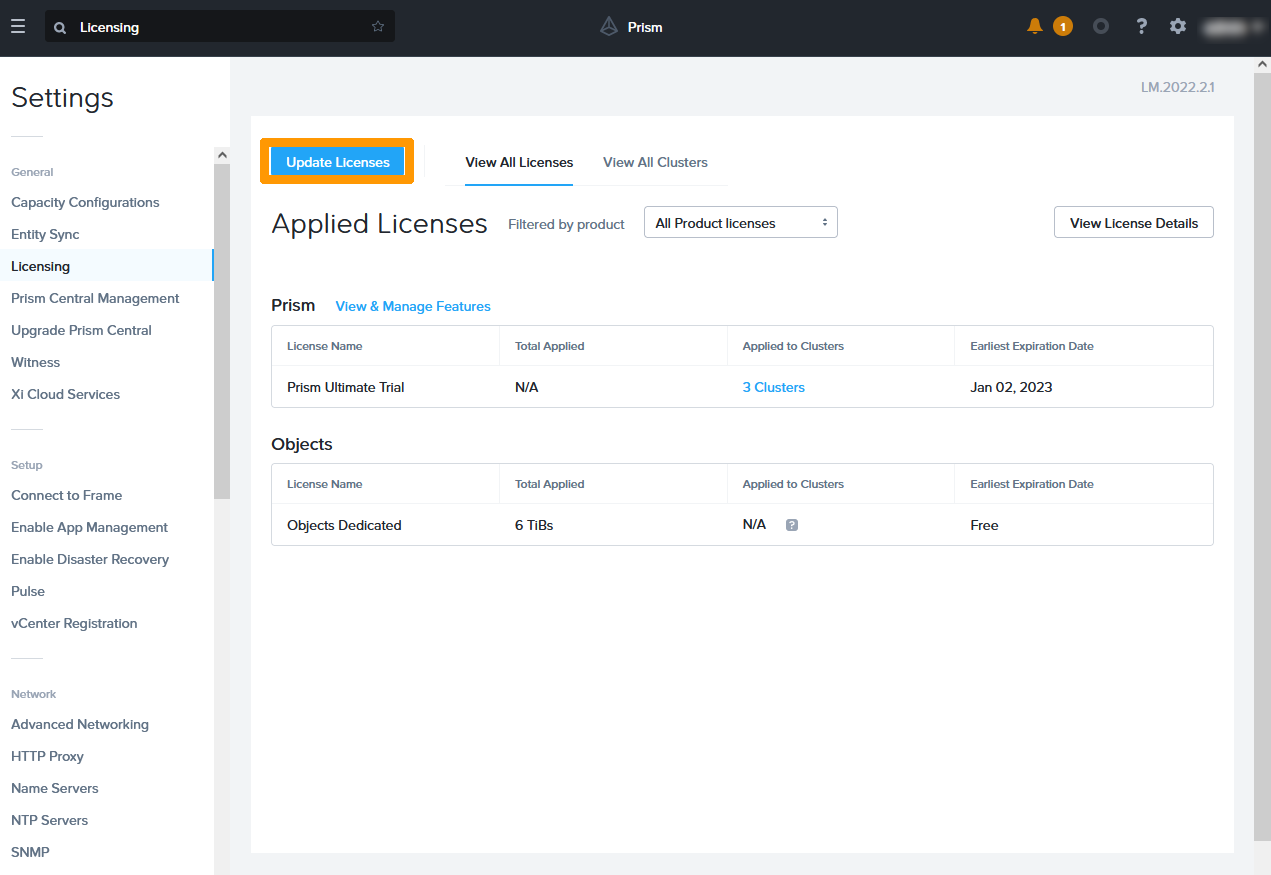 Licensing
Prism
1
?
LM.2022.2.1
Settings
General
Capacity Configurations
Entity Sync
Licensing
Prism Central Management
Upgrade Prism Central
Witness
Xi Cloud Services
Setup
Connect to Frame
Enable App Management
Enable Disaster Recovery
Pulse
vCenter Registration
Network
Advanced Networking
HTTP Proxy
Name Servers
NTP Servers
SNMP
Update Licenses
View All Licenses
View All Clusters
Applied Licenses
Filtered by product
All Product licenses
View License Details
Prism View & Manage Features
License Name Total Applied Applied to Clusters Earliest Expiration Date
Prism Ultimate Trial N/A 3 Clusters Jan 02, 2023
Objects
License Name Total Applied Applied to Clusters Earliest Expiration Date
Objects Dedicated 6 TiBs N/A ? Free